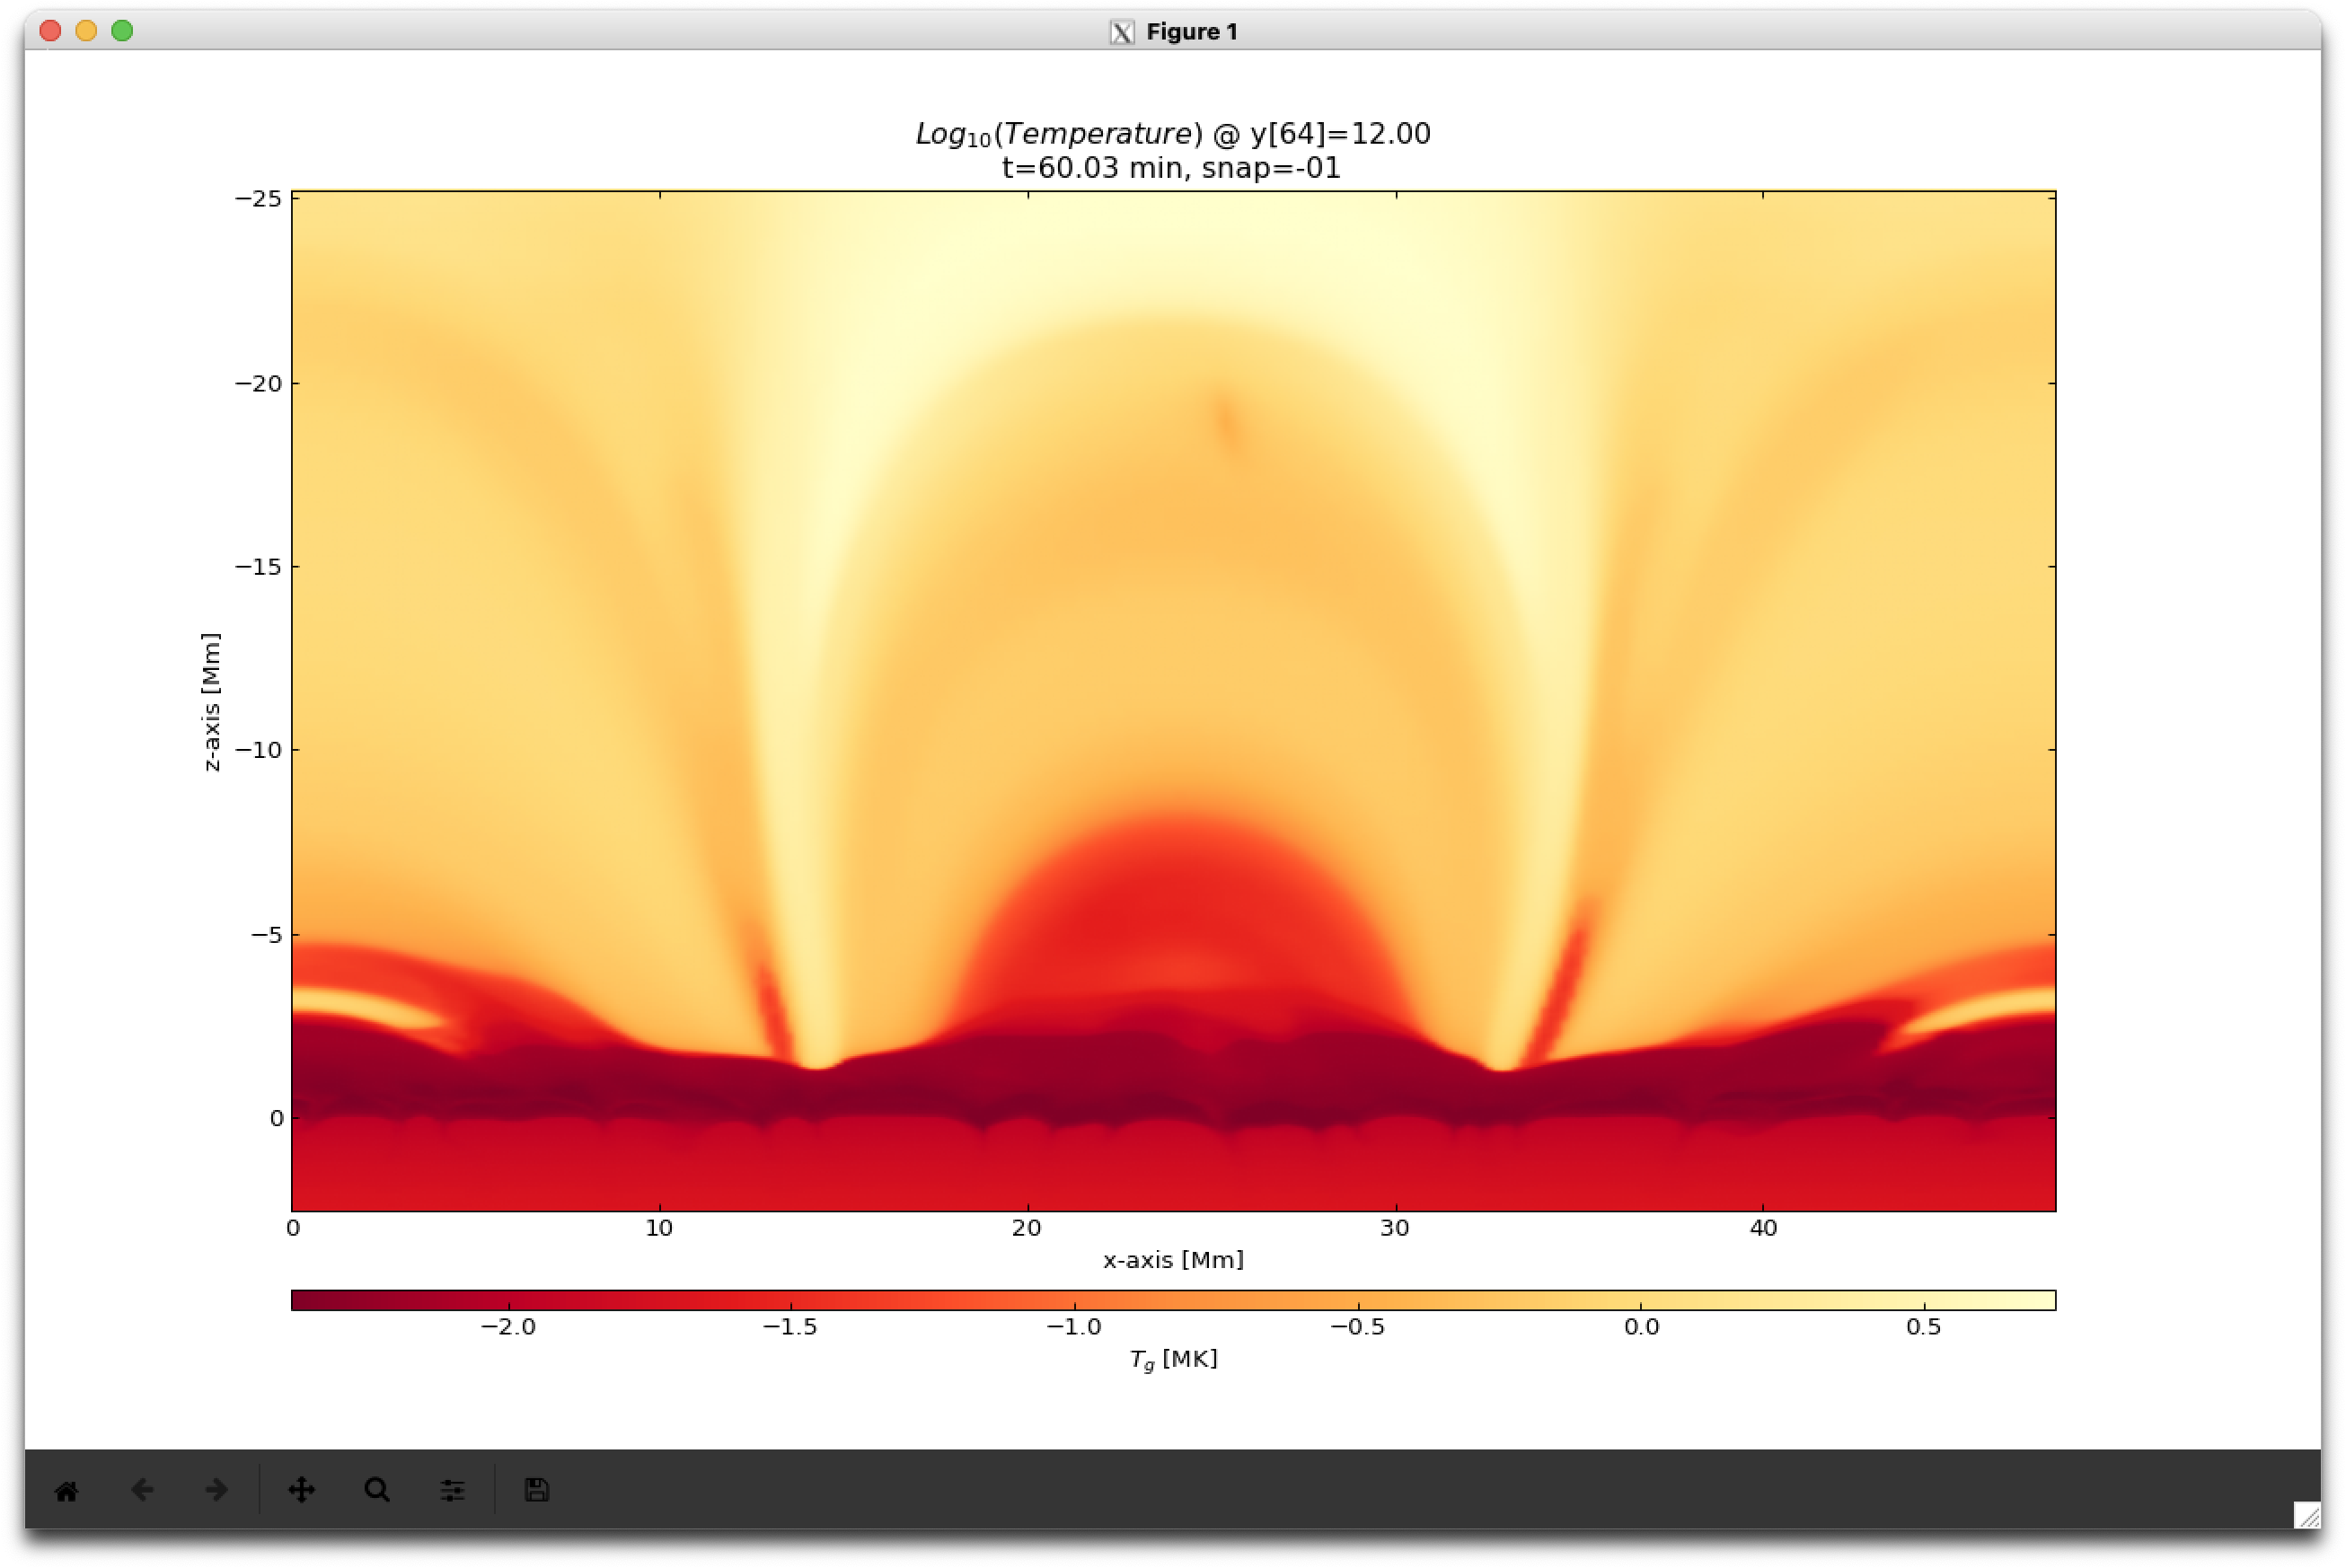 Figure 1
Log₁₀(Temperature) @ y[64]=12.00
t=60.03 min, snap=-01
−25
−20
−15
−10
−5
0
z-axis [Mm]
0 10 20 30 40
x-axis [Mm]
−2.0 −1.5 −1.0 −0.5 0.0 0.5
T_g [MK]